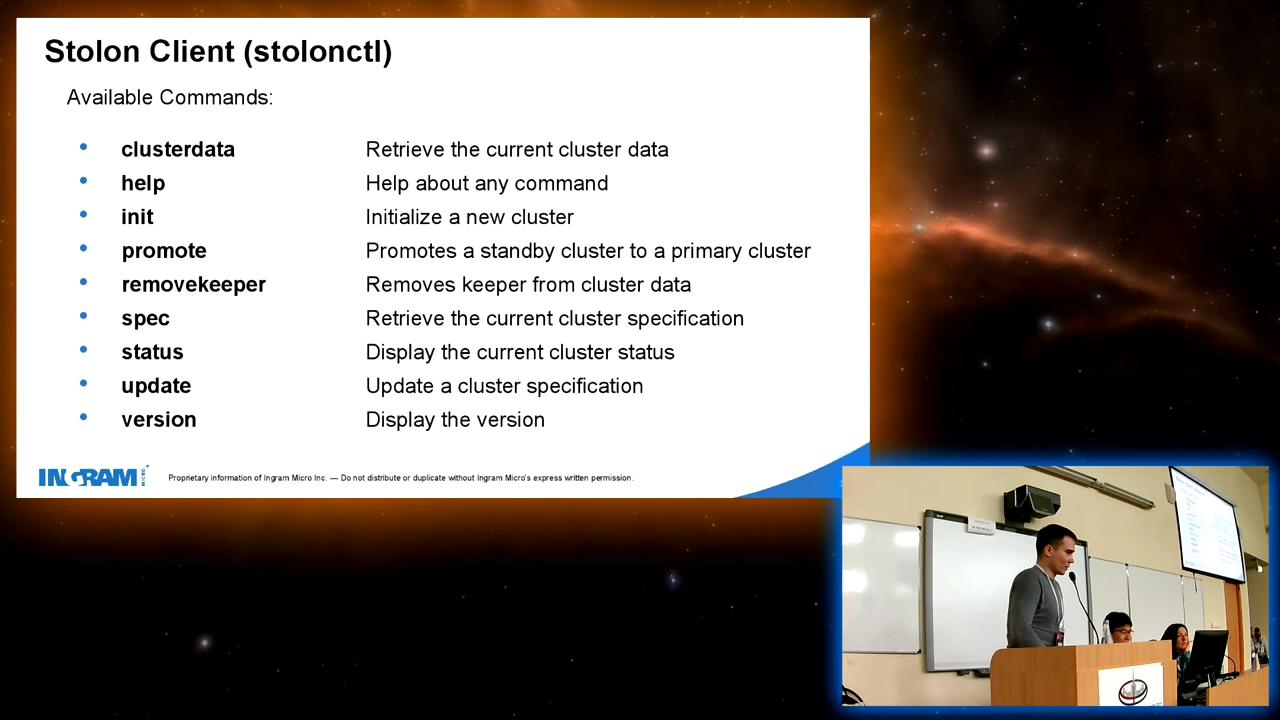 Stolon Client (stolonctl)
Available Commands:
• clusterdata Retrieve the current cluster data
• help Help about any command
• init Initialize a new cluster
• promote Promotes a standby cluster to a primary cluster
• removekeeper Removes keeper from cluster data
• spec Retrieve the current cluster specification
• status Display the current cluster status
• update Update a cluster specification
• version Display the version
INGRAM MICRO
Proprietary information of Ingram Micro Inc. — Do not distribute or duplicate without Ingram Micro's express written permission.